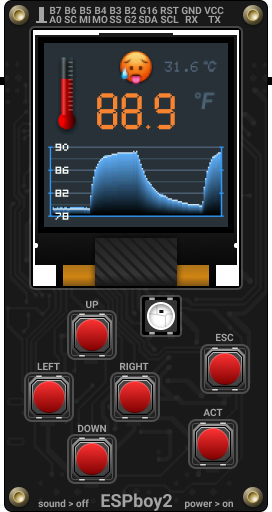 B7 B6 B5 B4 B3 B2 G16 RST GND VCC
A0 SC MI MO SS G2 SDA SCL RX TX
31.6 °C
88.9 °F
90
86
82
78
UP
ESC
LEFT RIGHT
ACT
DOWN
sound > off ESPboy2 power > on